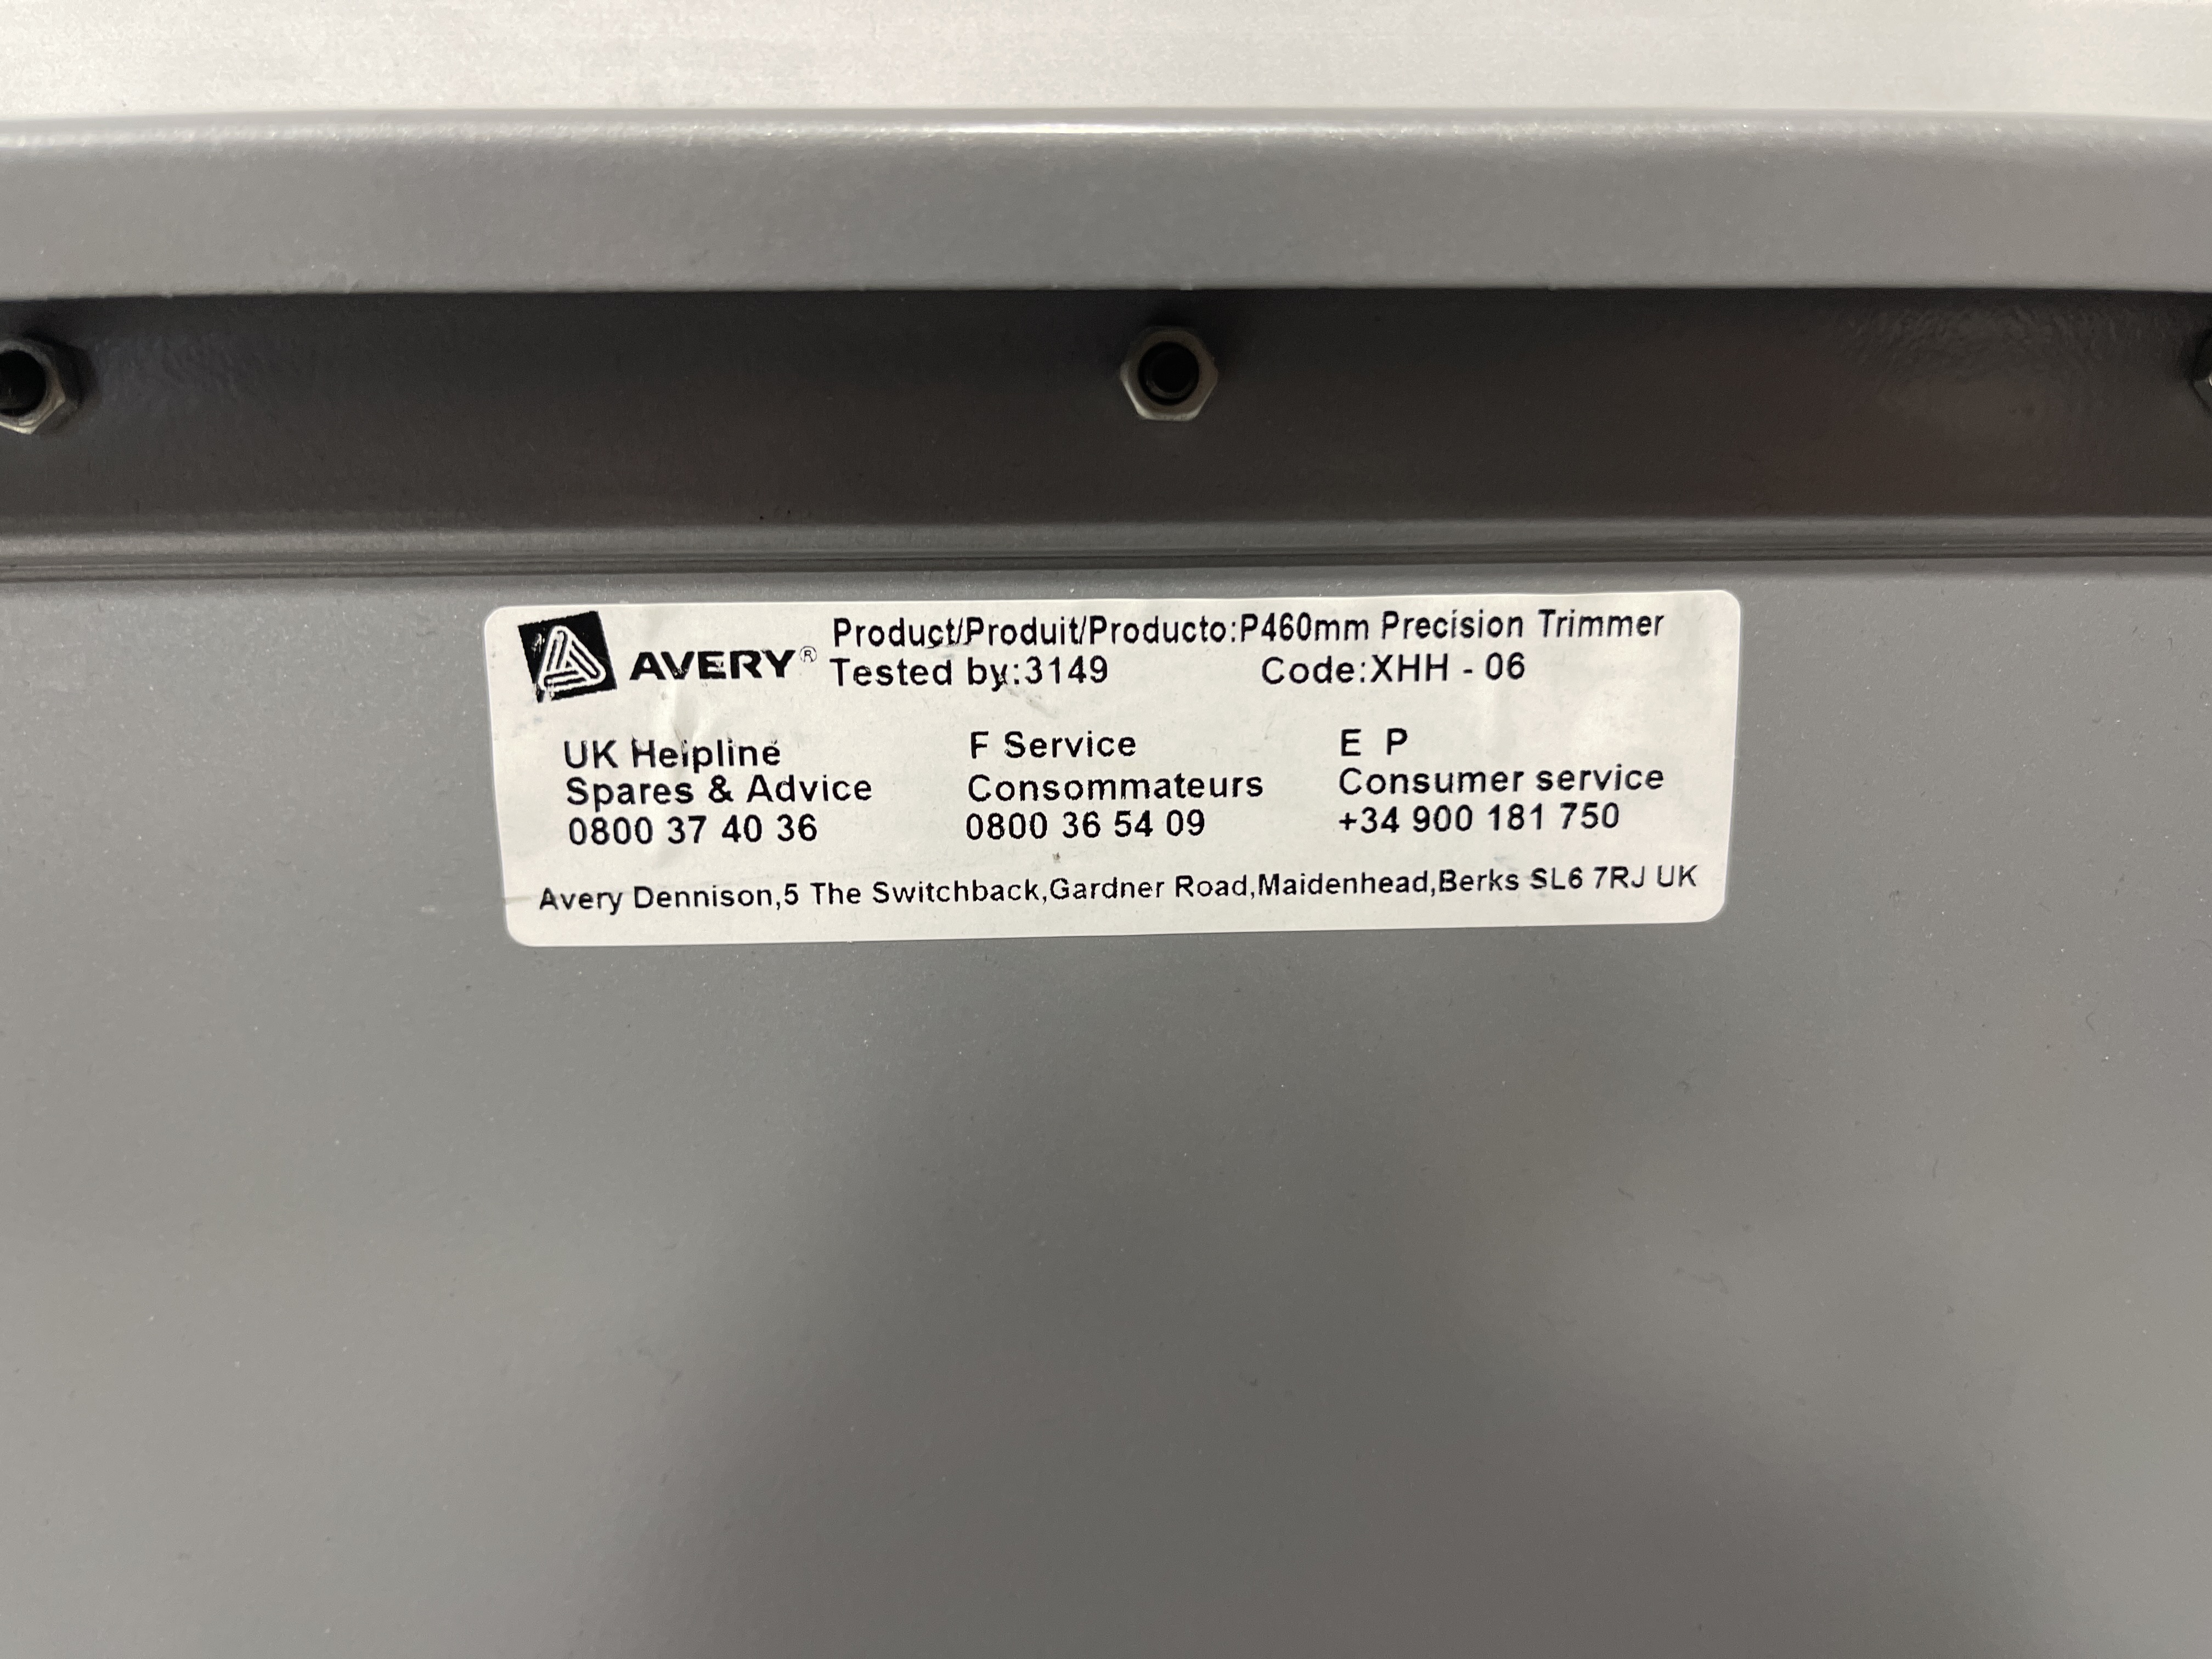 AVERY®
Product/Produit/Producto:P460mm Precision Trimmer
Tested by:3149 Code:XHH - 06
UK Helpline
Spares & Advice
0800 37 40 36
F Service
Consommateurs
0800 36 54 09
E P
Consumer service
+34 900 181 750
Avery Dennison,5 The Switchback,Gardner Road,Maidenhead,Berks SL6 7RJ UK